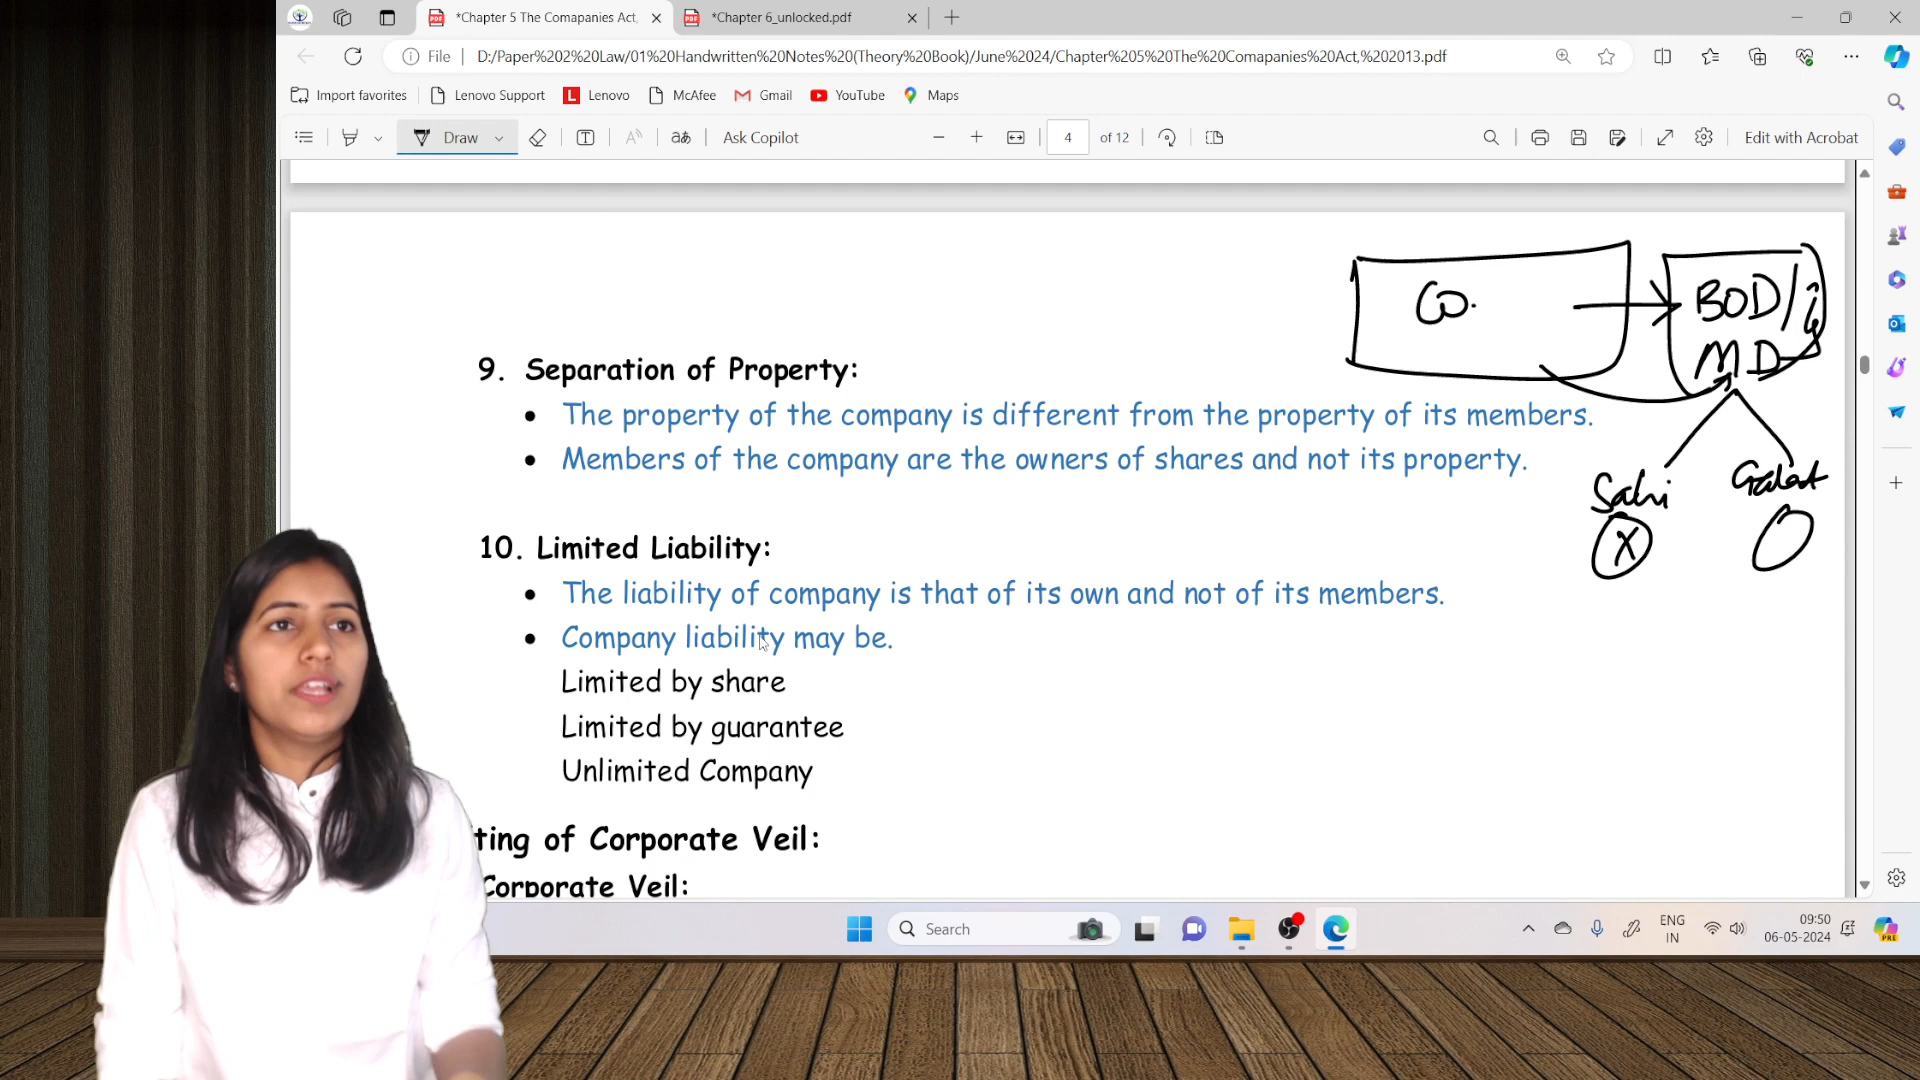 *Chapter 5 The Comapanies Act,
*Chapter 6_unlocked.pdf
File
D:/Paper%202%20Law/01%20Handwritten%20Notes%20(Theory%20Book)/June%202024/Chapter%205%20The%20Comapanies%20Act,%202013.pdf
Import favorites
Lenovo Support
L Lenovo
McAfee
Gmail
YouTube
Maps
Draw
Ask Copilot
4 of 12
Edit with Acrobat
Co.
BOD/
MD
Sahi
Galat
X
9. Separation of Property:
• The property of the company is different from the property of its members.
• Members of the company are the owners of shares and not its property.
10. Limited Liability:
• The liability of company is that of its own and not of its members.
• Company liability may be.
Limited by share
Limited by guarantee
Unlimited Company
ting of Corporate Veil:
Corporate Veil:
Search
ENG
IN
09:50
06-05-2024
PRE